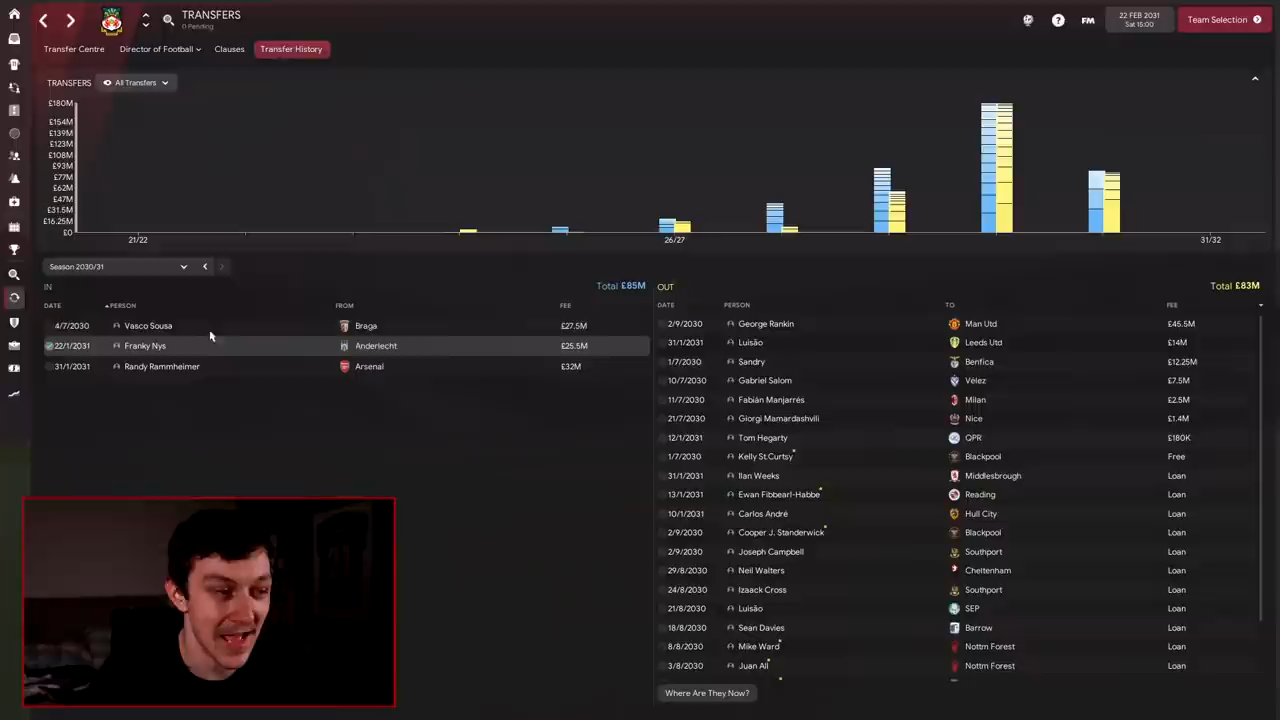 TRANSFERS
0 Pending
22 FEB 2031
Sat 15:00
FM
Team Selection
Transfer Centre
Director of Football
Clauses
Transfer History
TRANSFERS
All Transfers
£180M
£154M
£139M
£123M
£108M
£93M
£77M
£62M
£47M
£31.5M
£16.25M
£0
21/22
26/27
31/32
Season 2030/31
IN
Total £85M
DATE PERSON FROM FEE
4/7/2030 Vasco Sousa Braga £27.5M
22/1/2031 Franky Nys Anderlecht £25.5M
31/1/2031 Randy Rammheimer Arsenal £32M
OUT
Total £83M
DATE PERSON TO FEE
2/9/2030 George Rankin Man Utd £45.5M
31/1/2031 Luisão Leeds Utd £14M
1/7/2030 Sandry Benfica £12.25M
10/7/2030 Gabriel Salom Vélez £7.5M
11/7/2030 Fabián Manjarrés Milan £2.5M
21/7/2030 Giorgi Mamardashvili Nice £1.4M
12/1/2031 Tom Hegarty QPR £180K
1/7/2030 Kelly St.Curtsy Blackpool Free
31/1/2031 Ilan Weeks Middlesbrough Loan
13/1/2031 Ewan Fibbearl-Habbe Reading Loan
10/1/2031 Carlos André Hull City Loan
2/9/2030 Cooper J. Standerwick Blackpool Loan
2/9/2030 Joseph Campbell Southport Loan
29/8/2030 Neil Walters Cheltenham Loan
24/8/2030 Izaack Cross Southport Loan
21/8/2030 Luisão SEP Loan
18/8/2030 Sean Davies Barrow Loan
8/8/2030 Mike Ward Nottm Forest Loan
3/8/2030 Juan All Nottm Forest Loan
Where Are They Now?